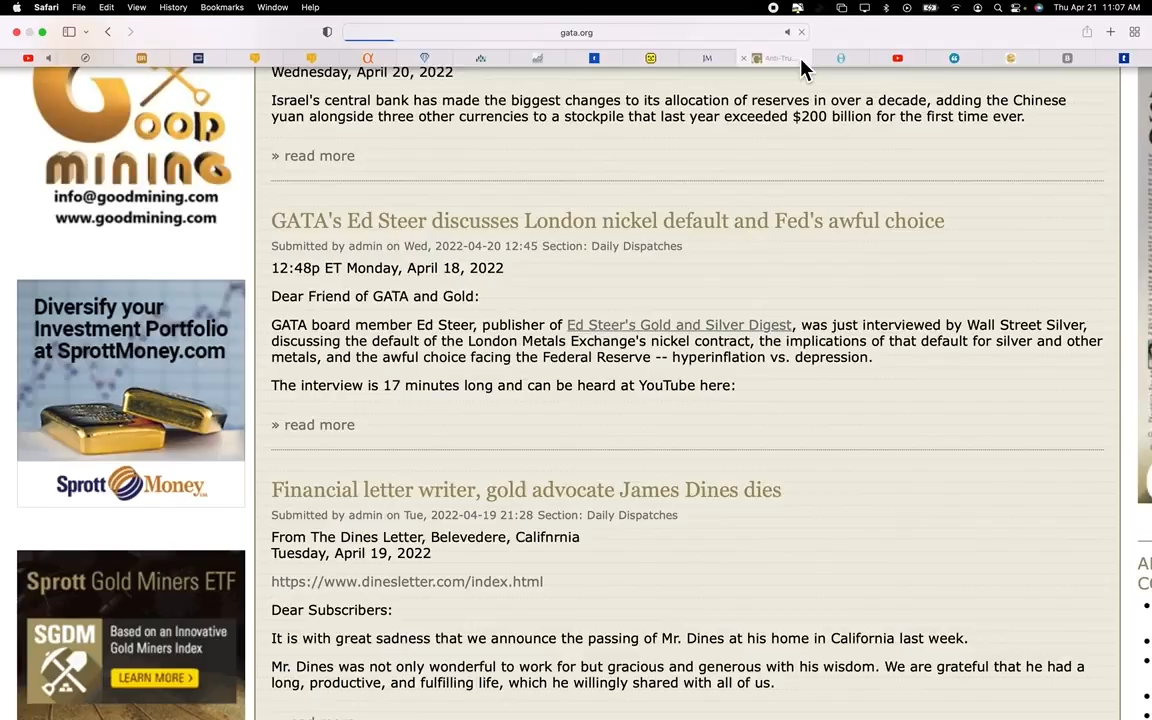 Safari File Edit View History Bookmarks Window Help Thu Apr 21 11:07 AM
gata.org
JM Anti-Tru...
GOOD
mining
info@goodmining.com
www.goodmining.com
Wednesday, April 20, 2022
Israel's central bank has made the biggest changes to its allocation of reserves in over a decade, adding the Chinese
yuan alongside three other currencies to a stockpile that last year exceeded $200 billion for the first time ever.
» read more
GATA's Ed Steer discusses London nickel default and Fed's awful choice
Submitted by admin on Wed, 2022-04-20 12:45 Section: Daily Dispatches
12:48p ET Monday, April 18, 2022
Dear Friend of GATA and Gold:
GATA board member Ed Steer, publisher of Ed Steer's Gold and Silver Digest, was just interviewed by Wall Street Silver,
discussing the default of the London Metals Exchange's nickel contract, the implications of that default for silver and other
metals, and the awful choice facing the Federal Reserve -- hyperinflation vs. depression.
The interview is 17 minutes long and can be heard at YouTube here:
» read more
Diversify your
Investment Portfolio
at SprottMoney.com
Sprott Money
Financial letter writer, gold advocate James Dines dies
Submitted by admin on Tue, 2022-04-19 21:28 Section: Daily Dispatches
From The Dines Letter, Belevedere, Califnrnia
Tuesday, April 19, 2022
https://www.dinesletter.com/index.html
Dear Subscribers:
It is with great sadness that we announce the passing of Mr. Dines at his home in California last week.
Mr. Dines was not only wonderful to work for but gracious and generous with his wisdom. We are grateful that he had a
long, productive, and fulfilling life, which he willingly shared with all of us.
Sprott Gold Miners ETF
SGDM
Based on an Innovative
Gold Miners Index
LEARN MORE >